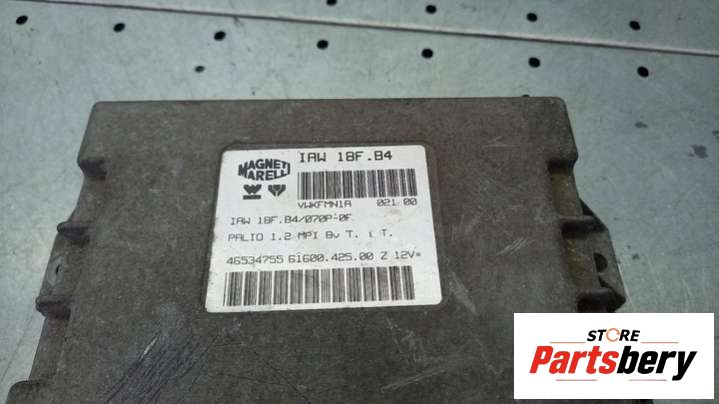 IAW 18F.B4
MAGNETI
MARELLI
VWKFMN1A 021/00
IAW 18F.B4/070P-0F
PALIO 1.2 MPI 8v T. T.
46534755 61600.425.00 Z 12V=
STORE
Partsbery